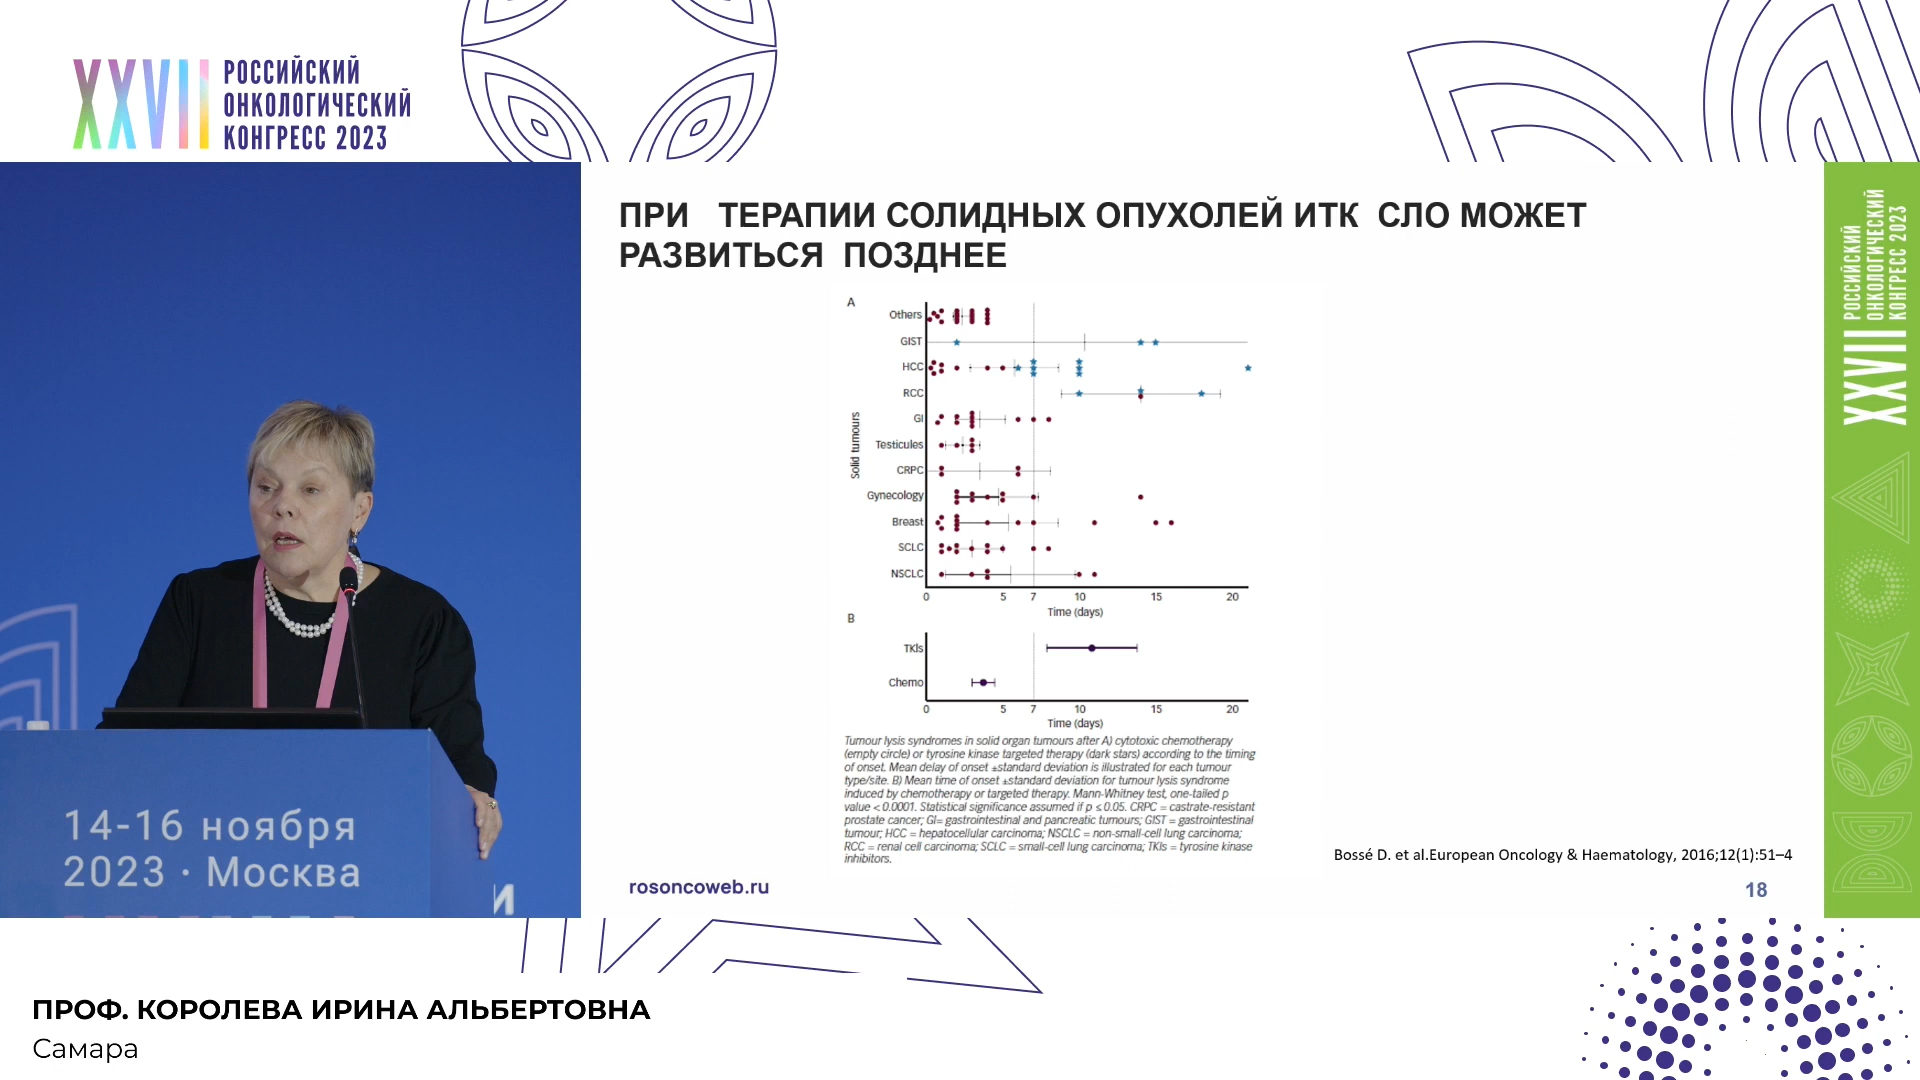 XXVII РОССИЙСКИЙ
ОНКОЛОГИЧЕСКИЙ
КОНГРЕСС 2023
ПРИ ТЕРАПИИ СОЛИДНЫХ ОПУХОЛЕЙ ИТК СЛО МОЖЕТ
РАЗВИТЬСЯ ПОЗДНЕЕ
A
Solid tumours
Others
GIST
HCC
RCC
GI
Testicules
CRPC
Gynecology
Breast
SCLC
NSCLC
0 5 7 10 15 20
Time (days)
B
TKIs
Chemo
0 5 7 10 15 20
Time (days)
Tumour lysis syndromes in solid organ tumours after A) cytotoxic chemotherapy
(empty circle) or tyrosine kinase targeted therapy (dark stars) according to the timing
of onset. Mean delay of onset ±standard deviation is illustrated for each tumour
type/site. B) Mean time of onset ±standard deviation for tumour lysis syndrome
induced by chemotherapy or targeted therapy. Mann-Whitney test, one-tailed p
value < 0.0001. Statistical significance assumed if p ≤ 0.05. CRPC = castrate-resistant
prostate cancer; GI= gastrointestinal and pancreatic tumours; GIST = gastrointestinal
tumour; HCC = hepatocellular carcinoma; NSCLC = non-small-cell lung carcinoma;
RCC = renal cell carcinoma; SCLC = small-cell lung carcinoma; TKIs = tyrosine kinase
inhibitors.
Bossé D. et al.European Oncology & Haematology, 2016;12(1):51–4
rosoncoweb.ru
18
XXVII РОССИЙСКИЙ
ОНКОЛОГИЧЕСКИЙ
КОНГРЕСС 2023
14-16 ноября
2023 · Москва
И
ПРОФ. КОРОЛЕВА ИРИНА АЛЬБЕРТОВНА
Самара